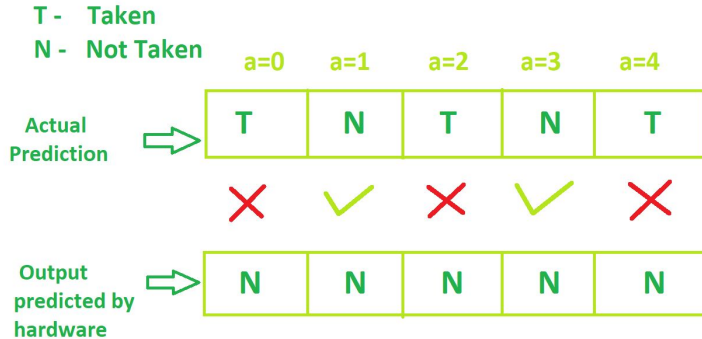 T - Taken
N - Not Taken
a=0 a=1 a=2 a=3 a=4
Actual
Prediction
T N T N T
Output
predicted by
hardware
N N N N N